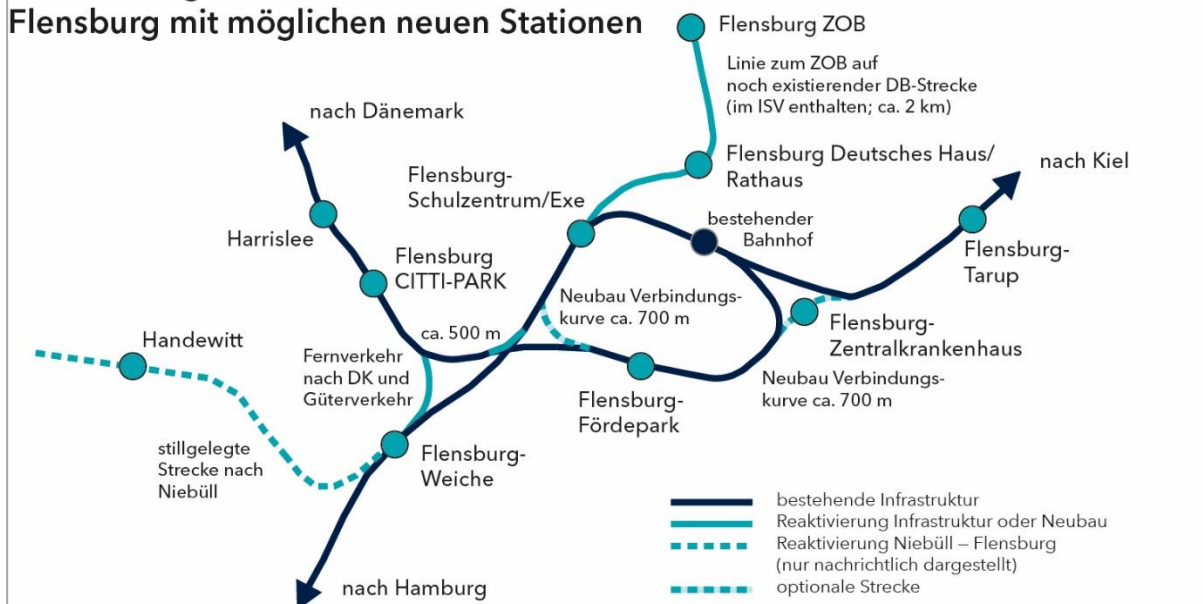 Flensburg mit möglichen neuen Stationen
Flensburg ZOB
Linie zum ZOB auf
noch existierender DB-Strecke
(im ISV enthalten; ca. 2 km)
nach Dänemark
Flensburg Deutsches Haus/
Rathaus
nach Kiel
Flensburg-
Schulzentrum/Exe
bestehender
Bahnhof
Harrislee
Flensburg-
Tarup
Flensburg
CITTI-PARK
Neubau Verbindungs-
kurve ca. 700 m
Flensburg-
Zentralkrankenhaus
ca. 500 m
Handewitt
Fernverkehr
nach DK und
Güterverkehr
Neubau Verbindungs-
kurve ca. 700 m
Flensburg-
Fördepark
stillgelegte
Strecke nach
Niebüll
Flensburg-
Weiche
nach Hamburg
bestehende Infrastruktur
Reaktivierung Infrastruktur oder Neubau
Reaktivierung Niebüll – Flensburg
(nur nachrichtlich dargestellt)
optionale Strecke